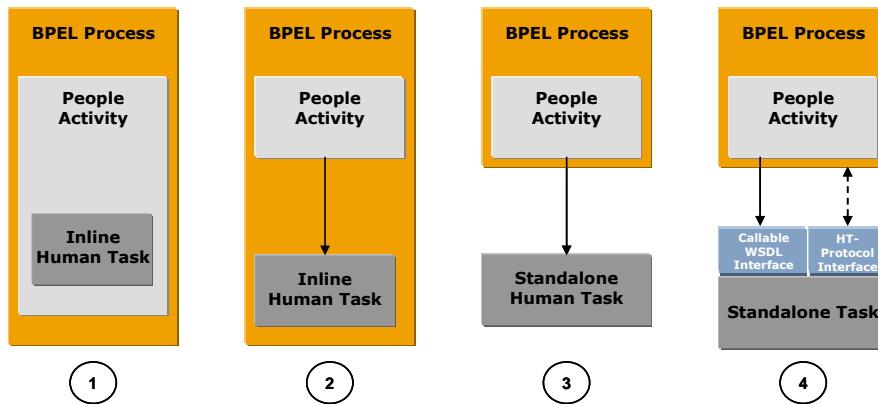 BPEL Process
People
Activity
Inline
Human Task
1
BPEL Process
People
Activity
Inline
Human Task
2
BPEL Process
People
Activity
Standalone
Human Task
3
BPEL Process
People
Activity
Callable
WSDL
Interface
HT-
Protocol
Interface
Standalone Task
4